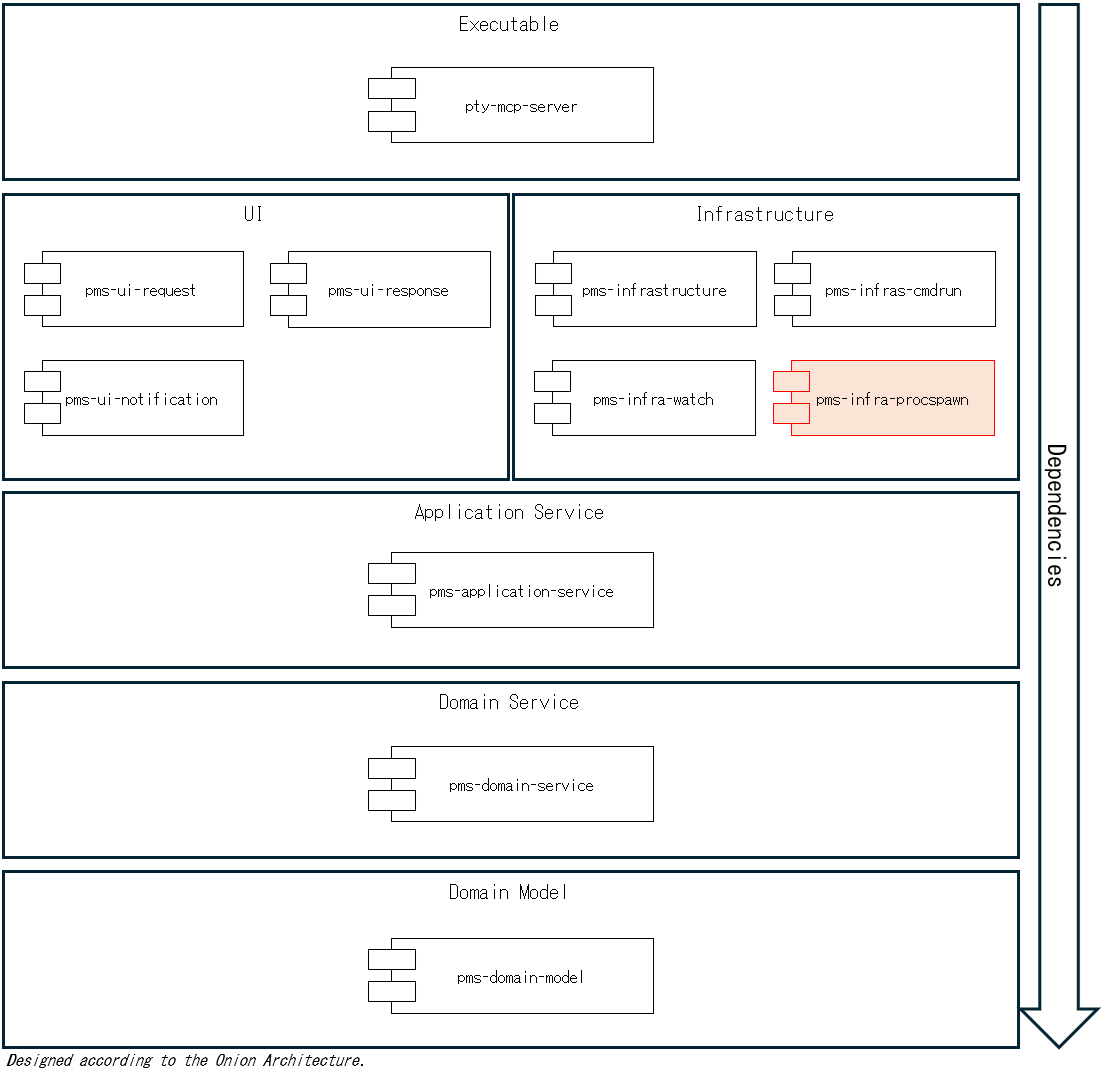 Executable
pty-mcp-server
UI
pms-ui-request
pms-ui-response
pms-ui-notification
Infrastructure
pms-infrastructure
pms-infras-cmdrun
pms-infra-watch
pms-infra-procspawn
Application Service
pms-application-service
Domain Service
pms-domain-service
Domain Model
pms-domain-model
Dependencies
Designed according to the Onion Architecture.